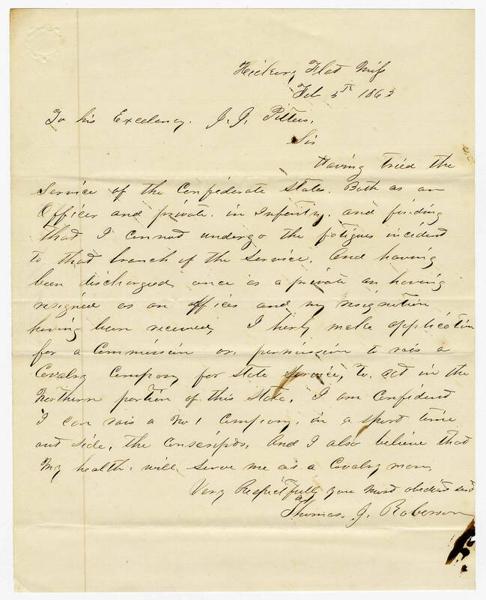 Hickory Flat Miss
Feb 5th 1863
To his Excelancy. J. J. Pettus,
Sir
Having tried the
Service of the Confederate States. Both as an
Officer and private. in Infantry. and finding
that I cannot undergo the fatigues incident
to that branch of the Service. And having
been discharged once as a private an having
resigned as an officer and my resignation
having been received, I hirby make application
for a Commission or permission to rais a
Cavalry Company for State Service, to act in the
Northern portion of this State. I am Confident
I can rais a No 1 Company. in a short time
out side, the conscripts, And I also believe that
My health. will serve me as a Cavalry man,
Very Respectfully your Most obedient svt
Thomas. J. Roberson